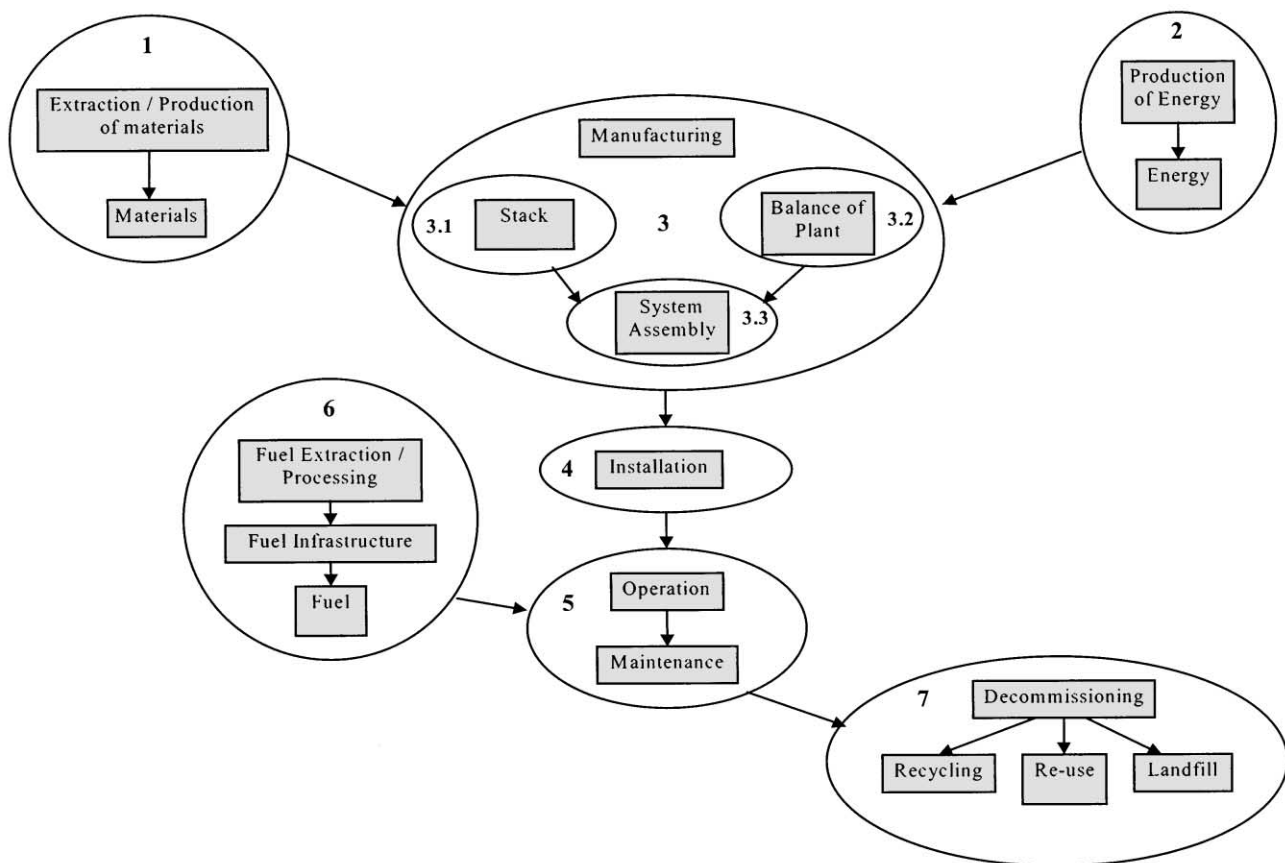 1
Extraction / Production
of materials
Materials
2
Production
of Energy
Energy
Manufacturing
3
3.1
Stack
Balance of
Plant
3.2
System
Assembly
3.3
6
Fuel Extraction /
Processing
Fuel Infrastructure
Fuel
4
Installation
5
Operation
Maintenance
7
Decommissioning
Recycling
Re-use
Landfill